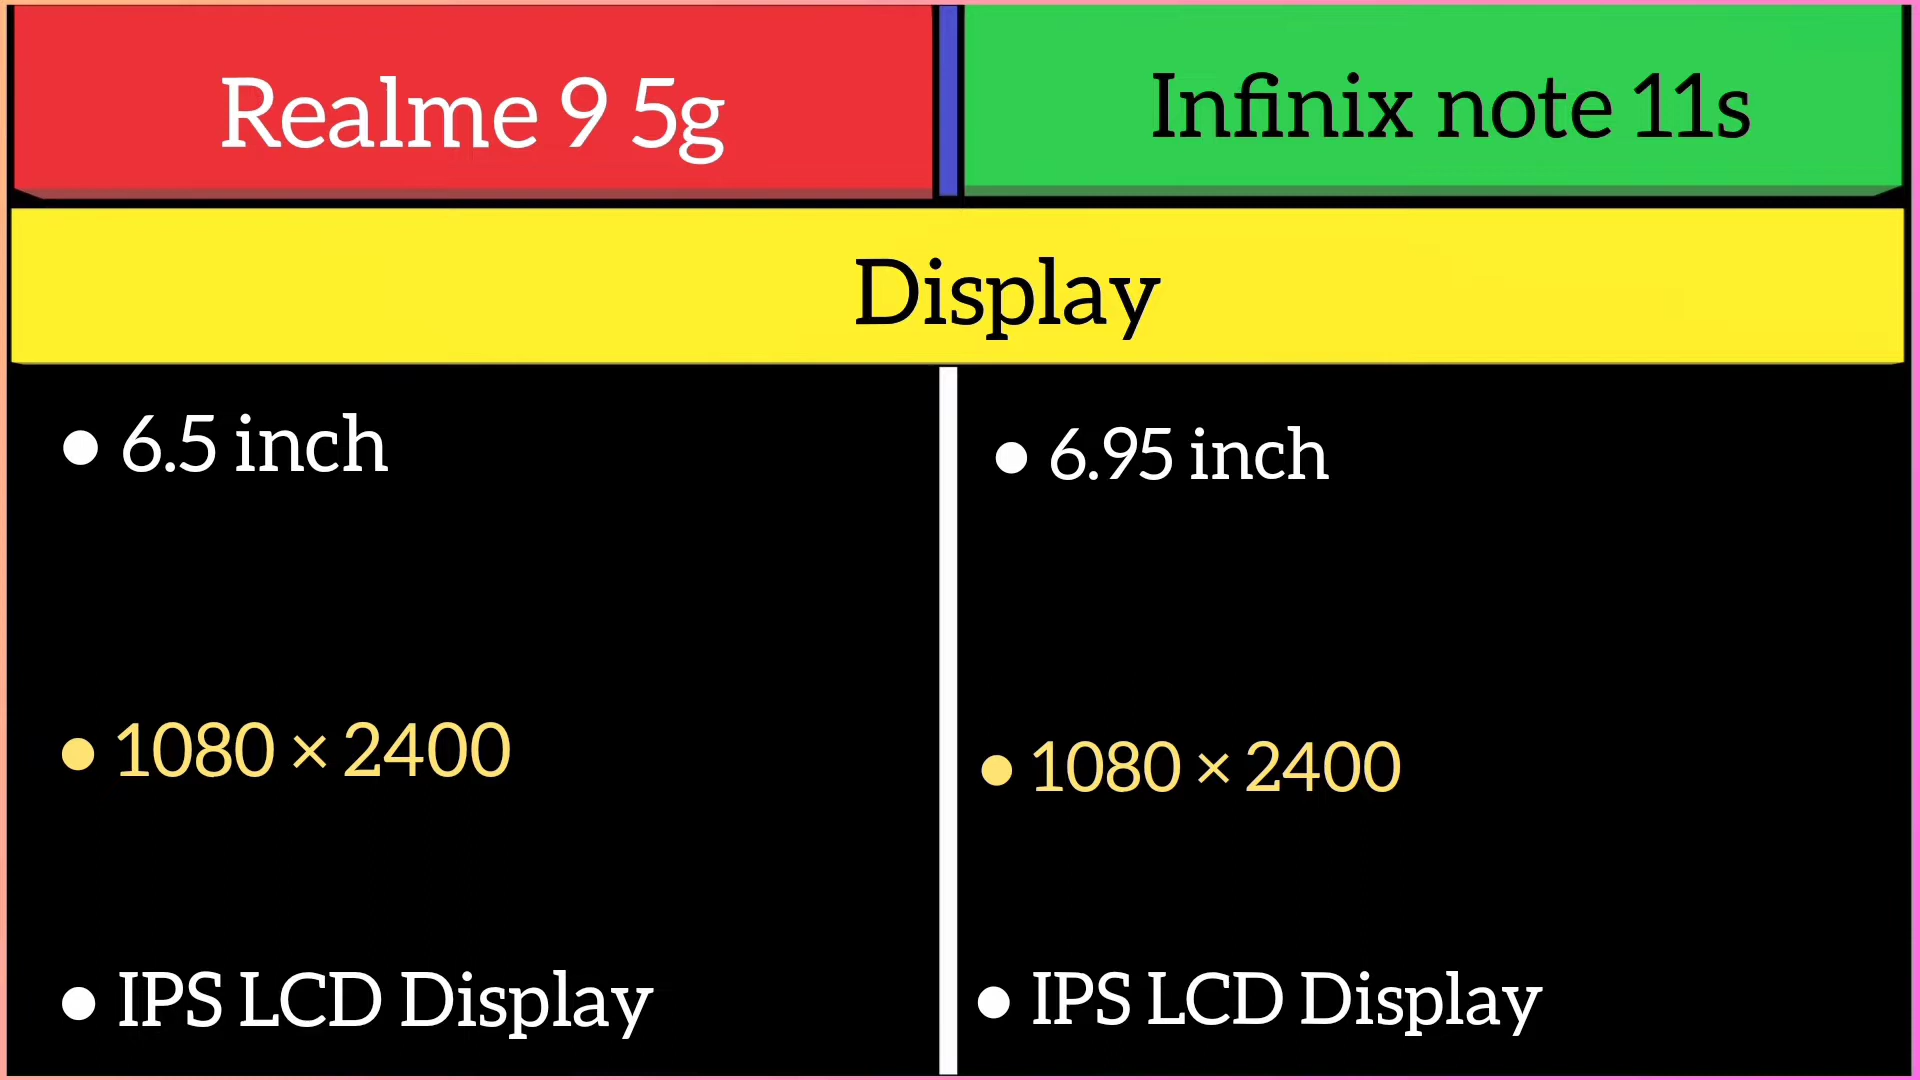 Realme 9 5g
Infinix note 11s
Display
● 6.5 inch
● 6.95 inch
● 1080 × 2400
● 1080 × 2400
● IPS LCD Display
● IPS LCD Display